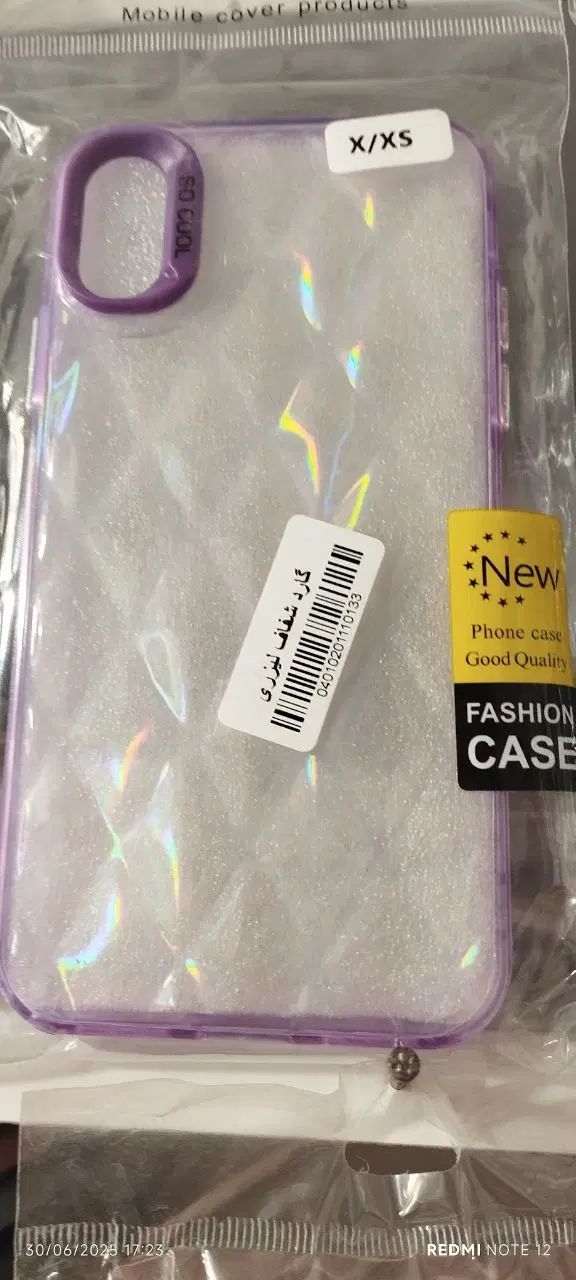 Mobile cover products
X/XS
SO COOL
گارد شفاف لیزری
04010201110133
New
Phone case
Good Quality
FASHION
CASE
30/06/2025 17:23
REDMI NOTE 12